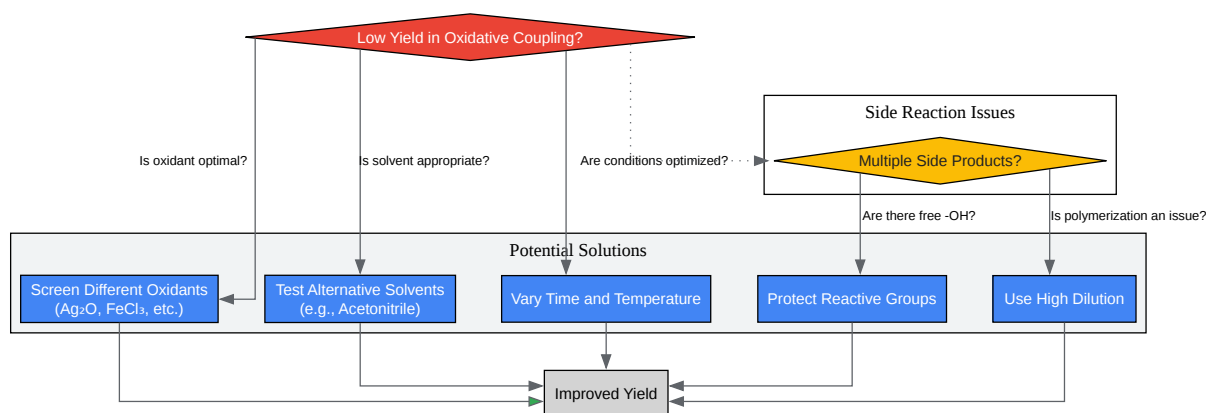 Low Yield in Oxidative Coupling?
Side Reaction Issues
Is oxidant optimal?
Is solvent appropriate?
Are conditions optimized?
Multiple Side Products?
Are there free -OH?
Is polymerization an issue?
Potential Solutions
Screen Different Oxidants
(Ag₂O, FeCl₃, etc.)
Test Alternative Solvents
(e.g., Acetonitrile)
Vary Time and Temperature
Protect Reactive Groups
Use High Dilution
Improved Yield